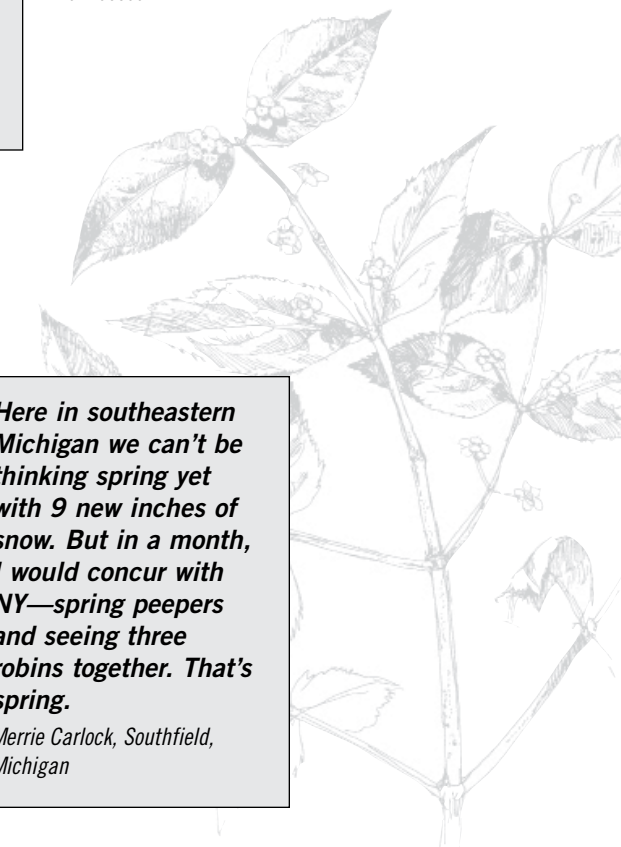 Here in southeastern
Michigan we can't be
thinking spring yet
with 9 new inches of
snow. But in a month,
I would concur with
NY—spring peepers
and seeing three
robins together. That's
spring.
Merrie Carlock, Southfield,
Michigan